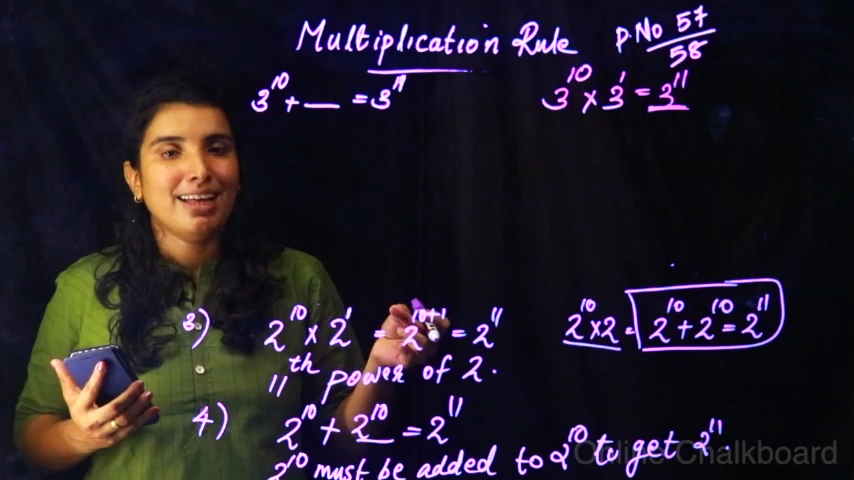 Multiplication Rule P.No 57/58
3^10 + __ = 3^11 3^10 × 3^1 = 3^11
3) 2^10 × 2^1 = 2^10+1 = 2^11 2^10 × 2 = 2^10 + 2^10 = 2^11
11th power of 2.
4) 2^10 + 2^10 = 2^11
2^10 must be added to 2^10 to get 2^11.
Online Chalkboard